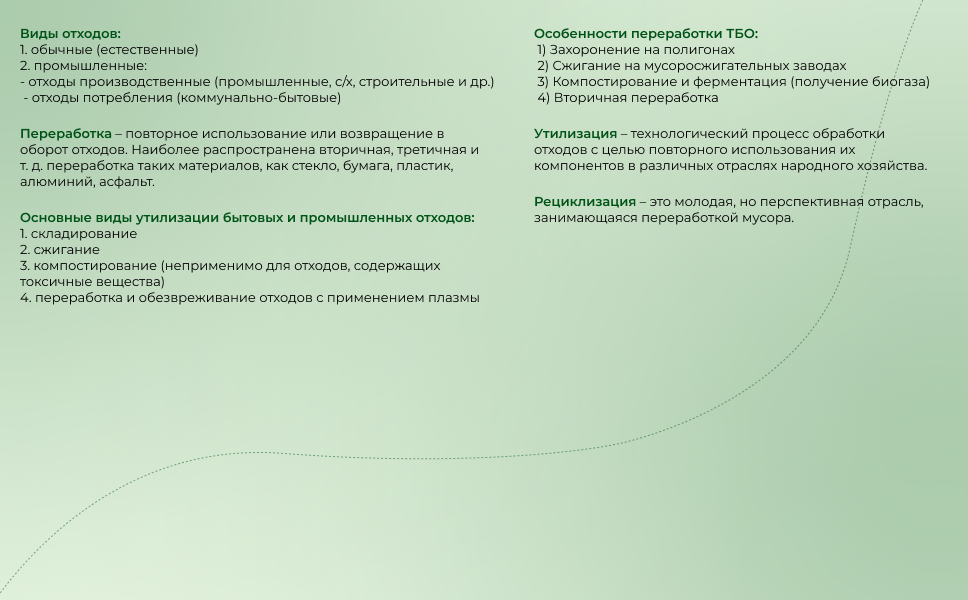 Виды отходов:
1. обычные (естественные)
2. промышленные:
- отходы производственные (промышленные, с/х, строительные и др.)
- отходы потребления (коммунально-бытовые)
Переработка – повторное использование или возвращение в
оборот отходов. Наиболее распространена вторичная, третичная и
т. д. переработка таких материалов, как стекло, бумага, пластик,
алюминий, асфальт.
Основные виды утилизации бытовых и промышленных отходов:
1. складирование
2. сжигание
3. компостирование (неприменимо для отходов, содержащих
токсичные вещества)
4. переработка и обезвреживание отходов с применением плазмы
Особенности переработки ТБО:
1) Захоронение на полигонах
2) Сжигание на мусоросжигательных заводах
3) Компостирование и ферментация (получение биогаза)
4) Вторичная переработка
Утилизация – технологический процесс обработки
отходов с целью повторного использования их
компонентов в различных отраслях народного хозяйства.
Рециклизация – это молодая, но перспективная отрасль,
занимающаяся переработкой мусора.